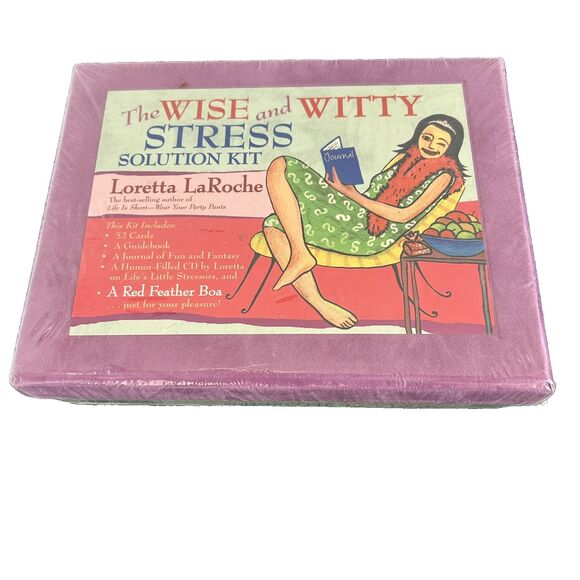 The WISE and WITTY
STRESS
SOLUTION KIT
Journal
Loretta LaRoche
The best-selling author of
Life Is Short—Wear Your Party Pants
This Kit Includes:
• 52 Cards
• A Guidebook
• A Journal of Fun and Fantasy
• A Humor-Filled CD by Loretta
on Life's Little Stressors, and
• A Red Feather Boa
. . . just for your pleasure!